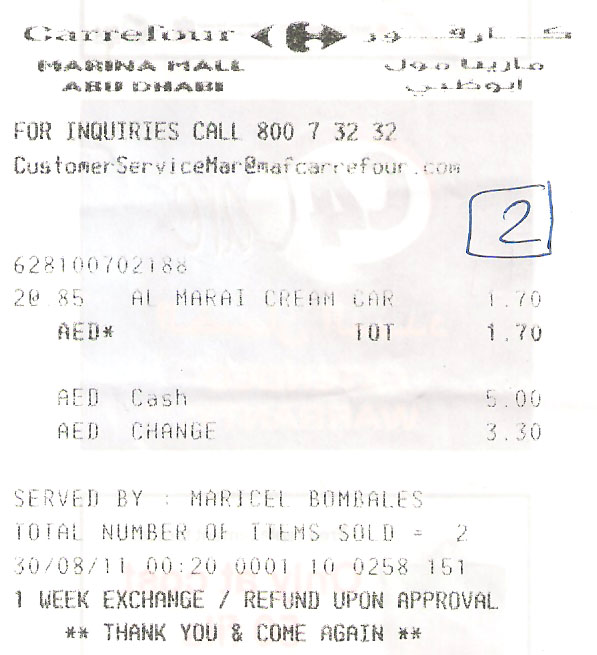 Carrefour كارفور
MARINA MALL مارينا مول
ABU DHABI ابوظبي
FOR INQUIRIES CALL 800 7 32 32
CustomerServiceMar@mafcarrefour.com
2
628100702188
2@.85 AL MARAI CREAM CAR 1.70
AED* TOT 1.70
AED Cash 5.00
AED CHANGE 3.30
SERVED BY : MARICEL BOMBALES
TOTAL NUMBER OF ITEMS SOLD = 2
30/08/11 00:20 0001 10 0258 151
1 WEEK EXCHANGE / REFUND UPON APPROVAL
** THANK YOU & COME AGAIN **